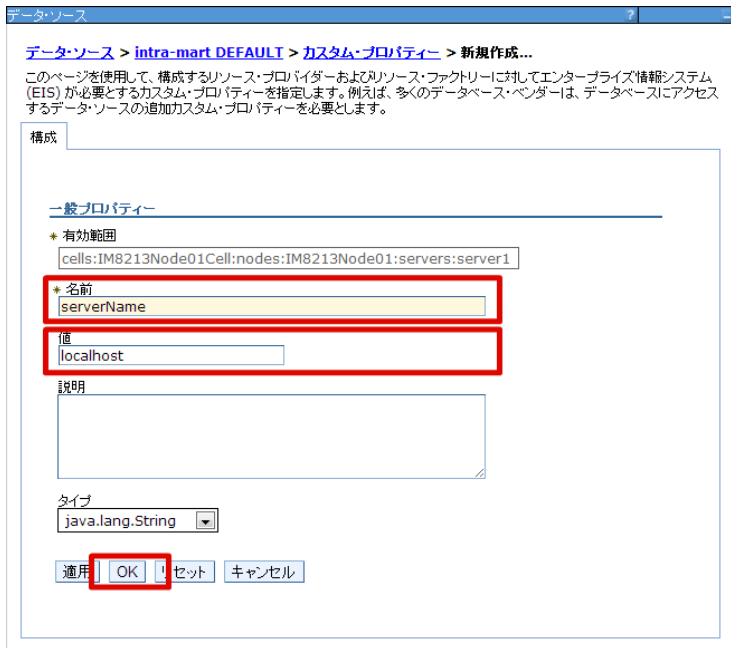 データ・ソース ? –
データ・ソース > intra-mart DEFAULT > カスタム・プロパティー > 新規作成...
このページを使用して、構成するリソース・プロバイダーおよびリソース・ファクトリーに対してエンタープライズ情報システム
(EIS) が必要とするカスタム・プロパティーを指定します。例えば、多くのデータベース・ベンダーは、データベースにアクセス
するデータ・ソースの追加カスタム・プロパティーを必要とします。
構成
一般プロパティー
* 有効範囲
cells:IM8213Node01Cell:nodes:IM8213Node01:servers:server1
* 名前
serverName
値
localhost
説明
タイプ
java.lang.String
適用 OK リセット キャンセル